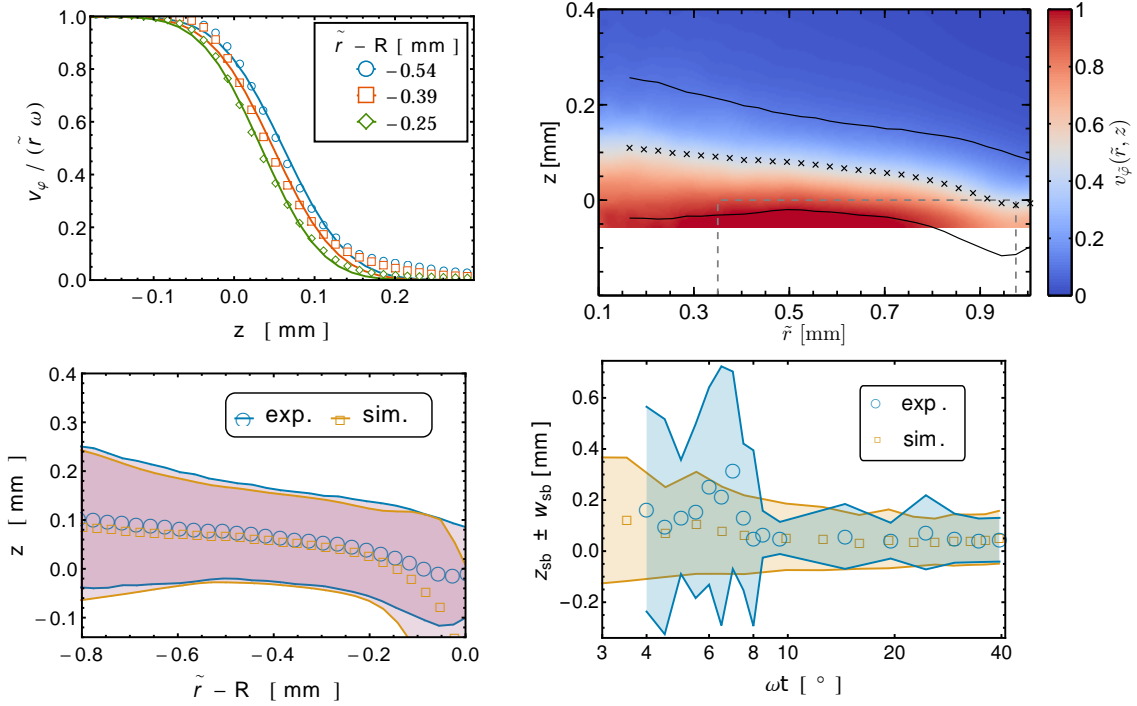 1.0
0.8
0.6
0.4
0.2
0.0
v_φ / (r̃ ω)
r̃ − R [ mm ]
−0.54
−0.39
−0.25
−0.1 0.0 0.1 0.2
z [ mm ]
0.4
0.2
0
z [mm]
0.1 0.3 0.5 0.7 0.9
r̃ [mm]
1
0.8
0.6
0.4
0.2
0
v_φ̃(r̃, z)
0.4
0.3
0.2
0.1
0.0
−0.1
z [ mm ]
exp. sim.
−0.8 −0.6 −0.4 −0.2 0.0
r̃ − R [ mm ]
0.6
0.4
0.2
0.0
−0.2
z_sb ± w_sb [mm]
exp .
sim .
3 4 6 8 10 20 40
ωt [ ° ]